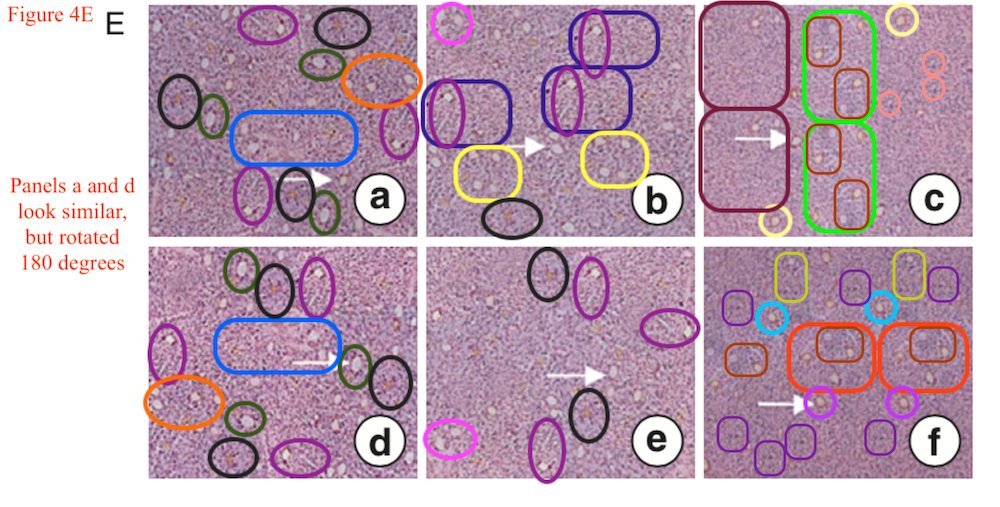 Figure 4E
E
a
b
c
Panels a and d
look similar,
but rotated
180 degrees
d
e
f